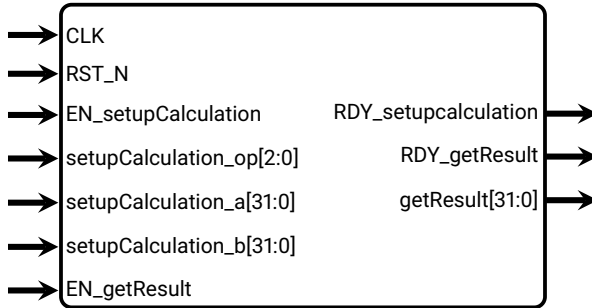 CLK
RST_N
EN_setupCalculation
RDY_setupcalculation
setupCalculation_op[2:0]
RDY_getResult
setupCalculation_a[31:0]
getResult[31:0]
setupCalculation_b[31:0]
EN_getResult